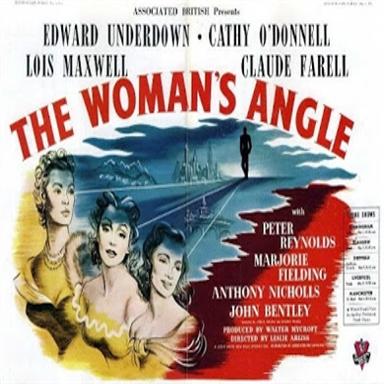 ASSOCIATED BRITISH Presents
EDWARD UNDERDOWN · CATHY O'DONNELL
LOIS MAXWELL CLAUDE FARELL
THE WOMAN'S ANGLE
with
PETER
REYNOLDS
MARJORIE
FIELDING
ANTHONY NICHOLLS
JOHN BENTLEY
PRODUCED BY WALTER MYCROFT
DIRECTED BY LESLIE ARLISS